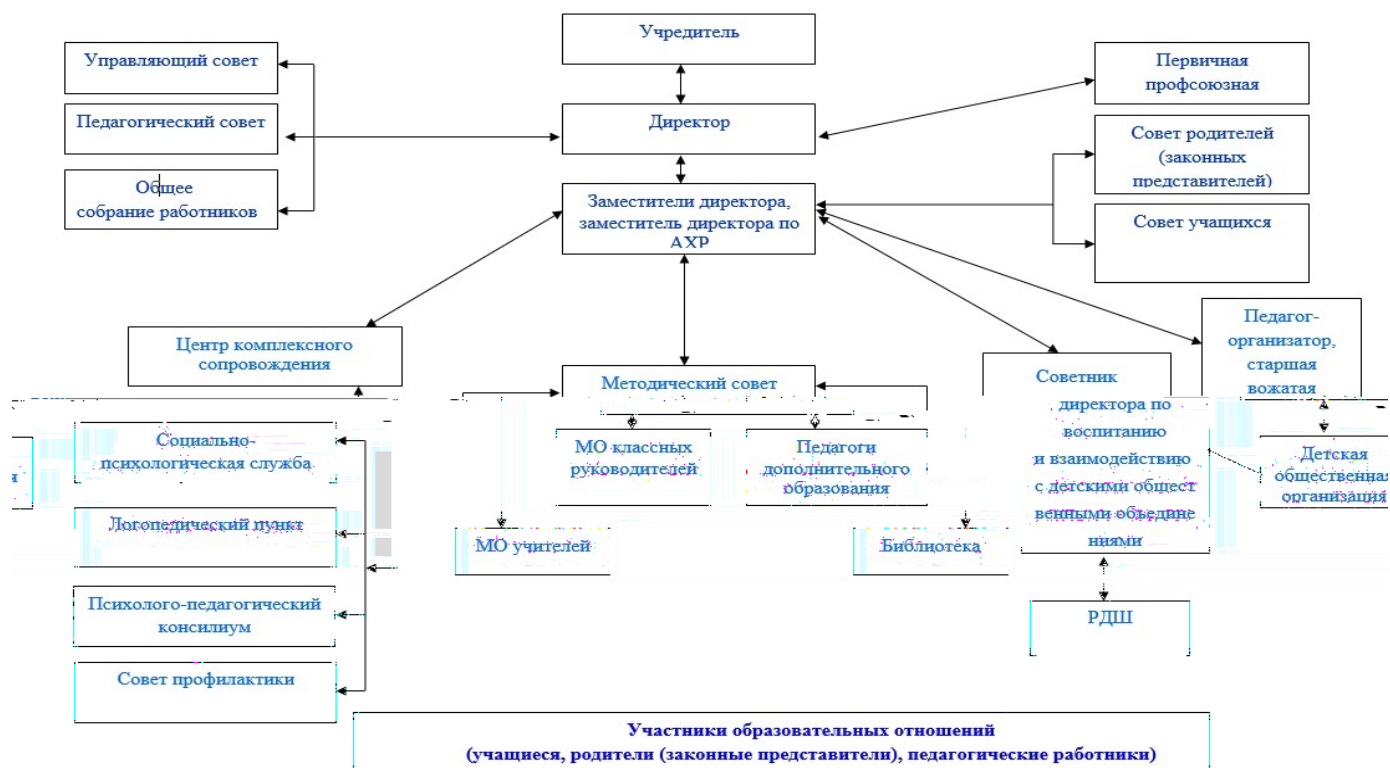 Учредитель
Управляющий совет
Первичная
профсоюзная
Педагогический совет
Директор
Совет родителей
(законных
представителей)
Общее
собрание работников
Заместители директора,
заместитель директора по
АХР
Совет учащихся
Центр комплексного
сопровождения
Методический совет
Советник
директора по
воспитанию
и взаимодействию
с детскими общест
венными объедине
ниями
Педагог-
организатор,
старшая
вожатая
Социально-
психологическая служба
МО классных
руководителей
Педагоги
дополнительного
образования
Детская
общественная
организация
Логопедический пункт
МО учителей
Библиотека
Психолого-педагогический
консилиум
РДШ
Совет профилактики
Участники образовательных отношений
(учащиеся, родители (законные представители), педагогические работники)